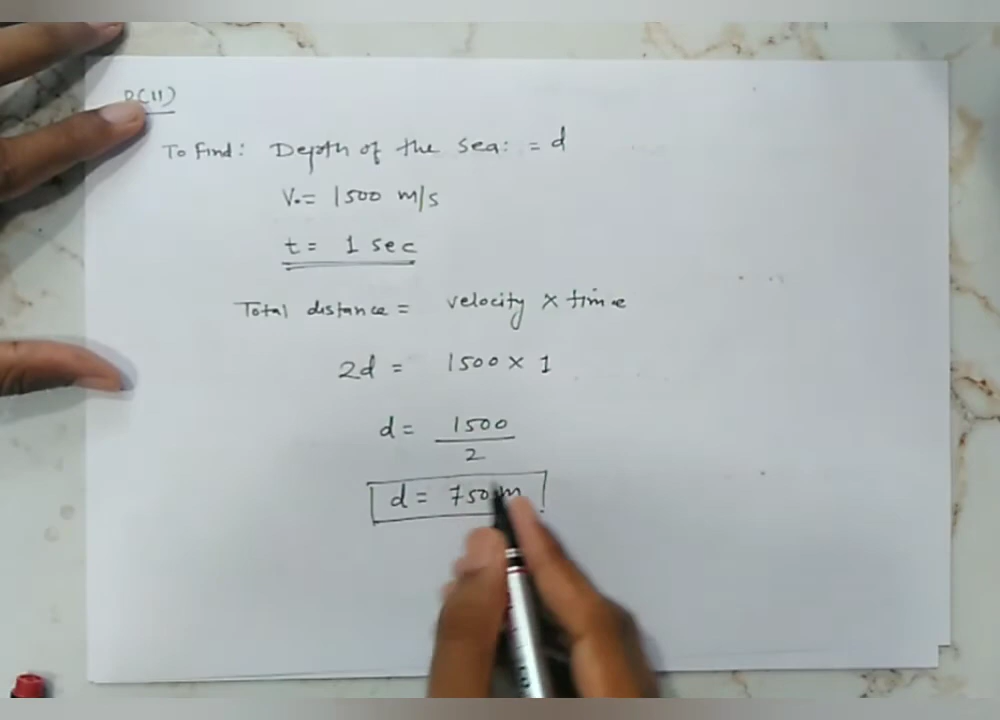 P(11)
To Find: Depth of the sea: = d
V.= 1500 m/s
t= 1 sec
Total distance = velocity × time
2d = 1500 × 1
d = 1500
2
d = 750m